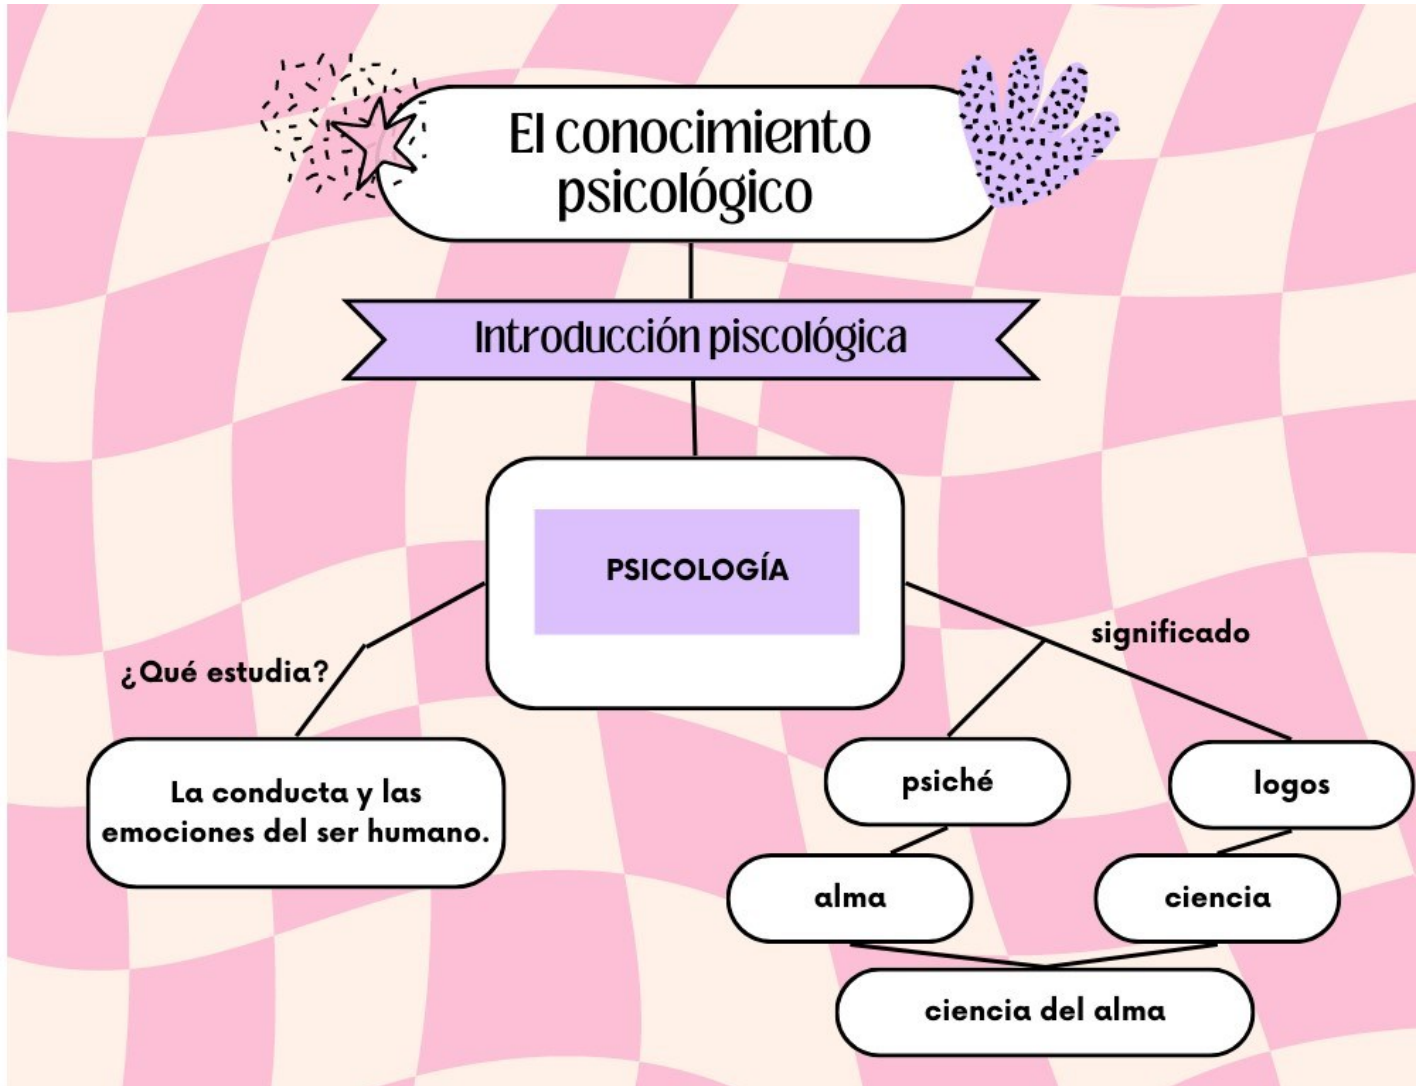 El conocimiento
psicológico
Introducción piscológica
PSICOLOGÍA
significado
¿Qué estudia?
La conducta y las
emociones del ser humano.
psiché
logos
alma
ciencia
ciencia del alma